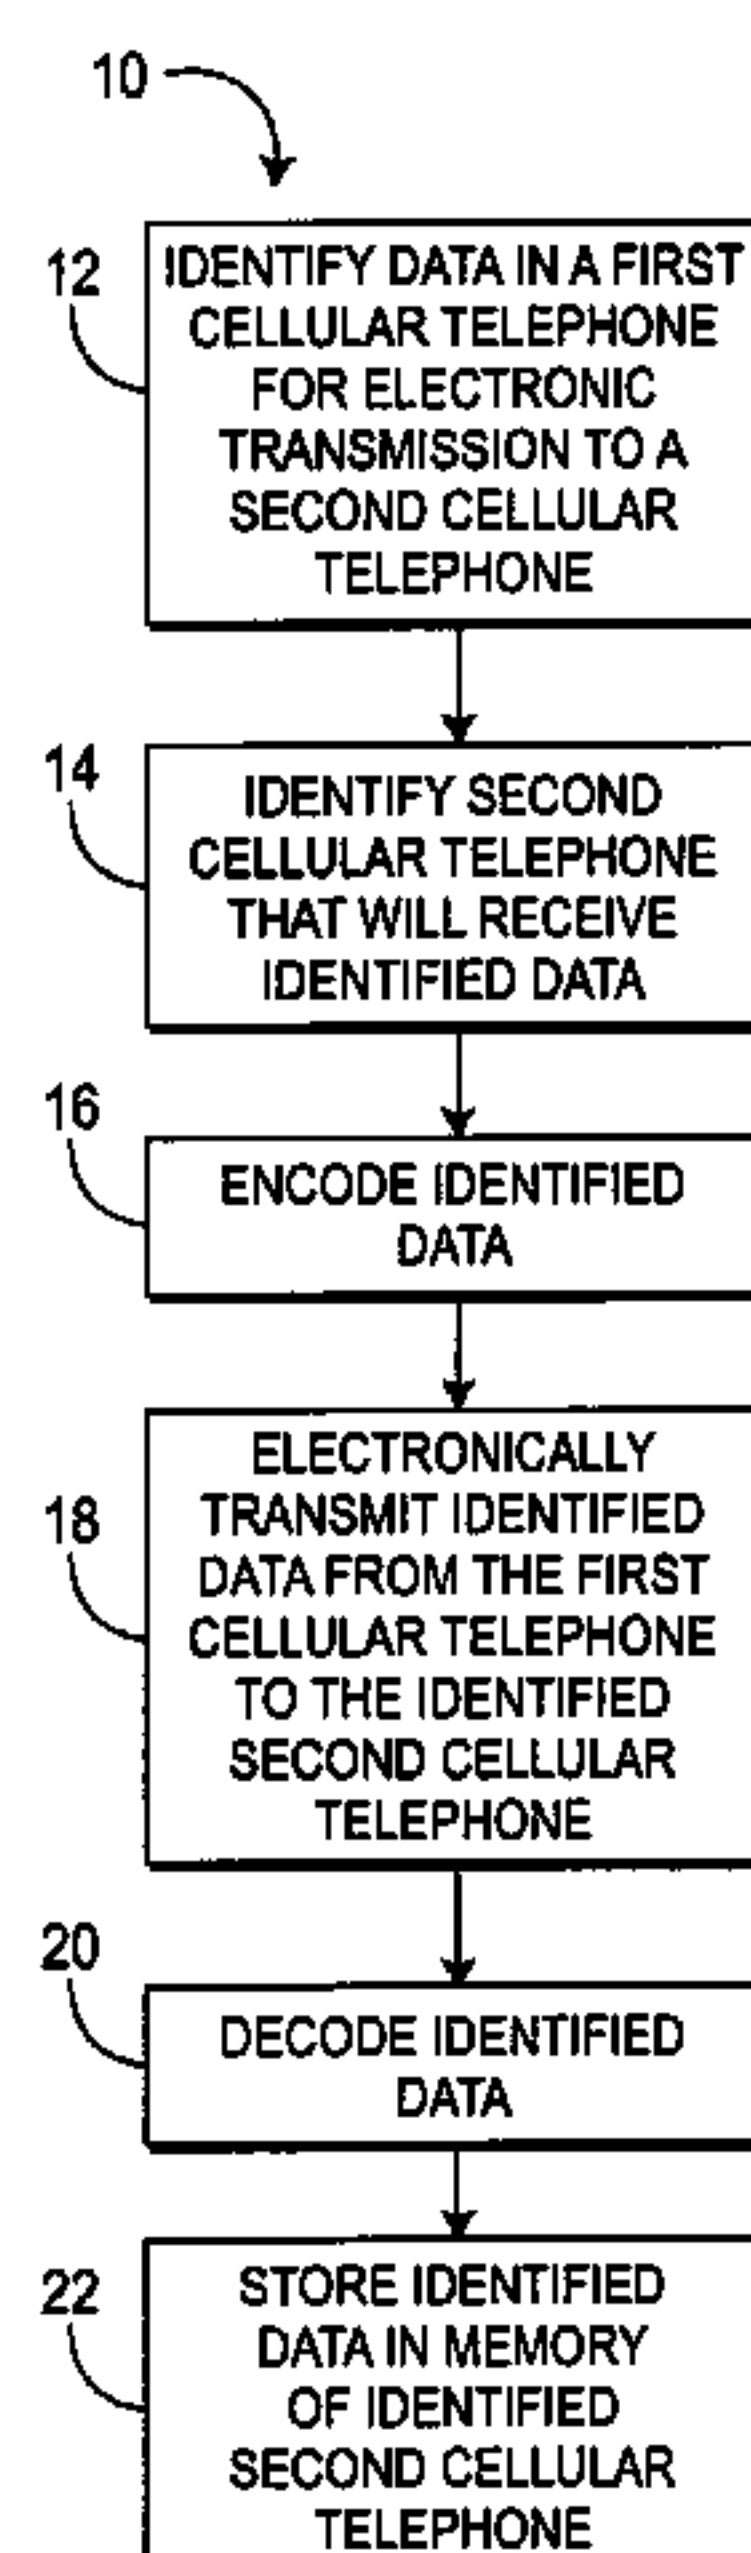 10
12
IDENTIFY DATA IN A FIRST
CELLULAR TELEPHONE
FOR ELECTRONIC
TRANSMISSION TO A
SECOND CELLULAR
TELEPHONE
14
IDENTIFY SECOND
CELLULAR TELEPHONE
THAT WILL RECEIVE
IDENTIFIED DATA
16
ENCODE IDENTIFIED
DATA
18
ELECTRONICALLY
TRANSMIT IDENTIFIED
DATA FROM THE FIRST
CELLULAR TELEPHONE
TO THE IDENTIFIED
SECOND CELLULAR
TELEPHONE
20
DECODE IDENTIFIED
DATA
22
STORE IDENTIFIED
DATA IN MEMORY
OF IDENTIFIED
SECOND CELLULAR
TELEPHONE